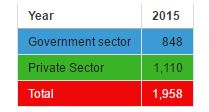 Year 2015
Government sector 848
Private Sector 1,110
Total 1,958